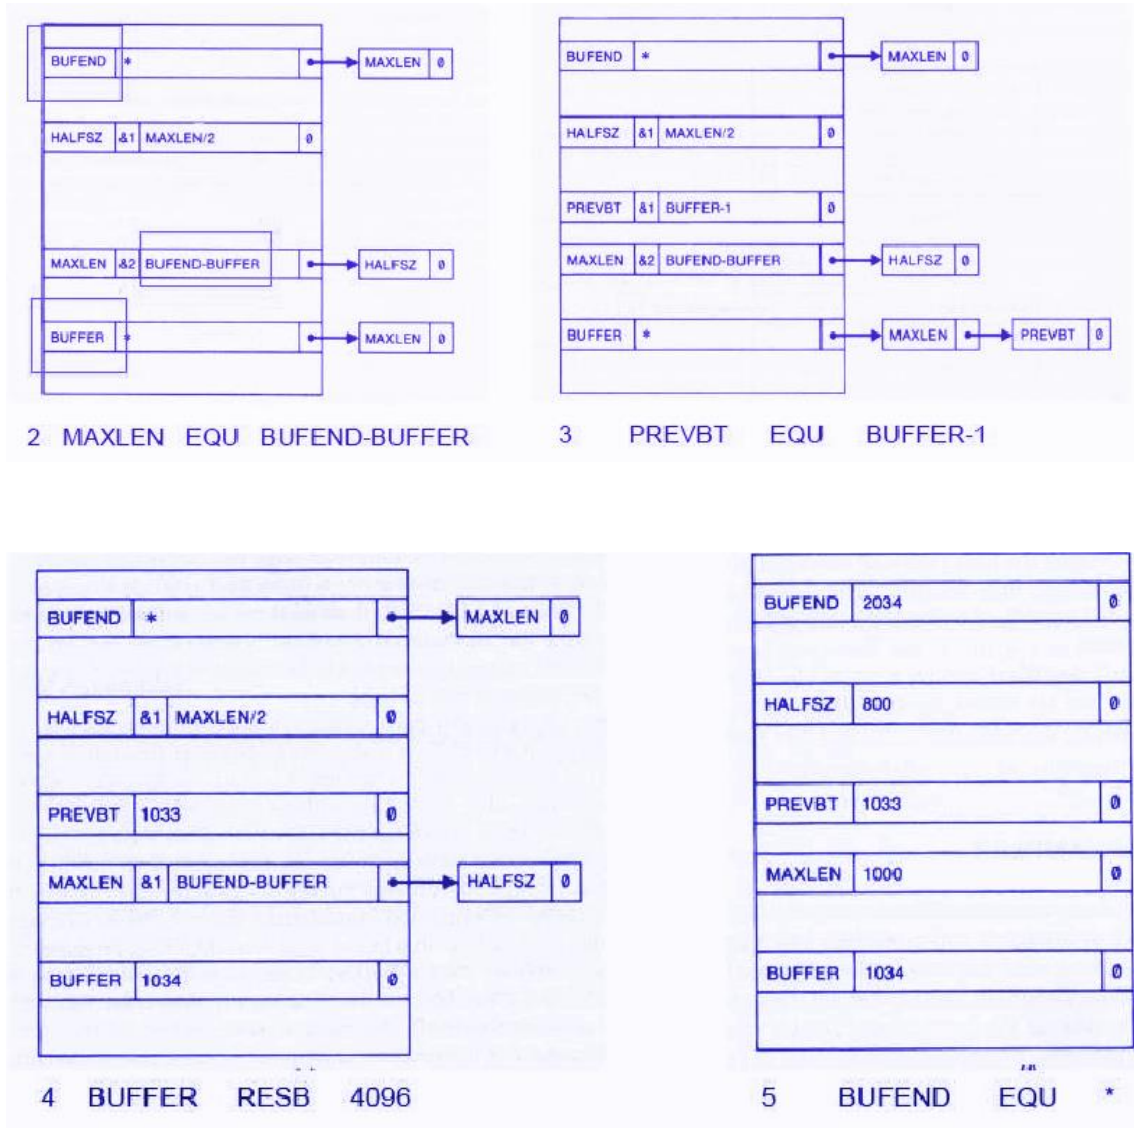 BUFEND * MAXLEN 0
HALFSZ &1 MAXLEN/2 0
MAXLEN &2 BUFEND-BUFFER HALFSZ 0
BUFFER * MAXLEN 0
2 MAXLEN EQU BUFEND-BUFFER
BUFEND * MAXLEN 0
HALFSZ &1 MAXLEN/2 0
PREVBT &1 BUFFER-1 0
MAXLEN &2 BUFEND-BUFFER HALFSZ 0
BUFFER * MAXLEN PREVBT 0
3 PREVBT EQU BUFFER-1
BUFEND * MAXLEN 0
HALFSZ &1 MAXLEN/2 0
PREVBT 1033 0
MAXLEN &1 BUFEND-BUFFER HALFSZ 0
BUFFER 1034 0
4 BUFFER RESB 4096
BUFEND 2034 0
HALFSZ 800 0
PREVBT 1033 0
MAXLEN 1000 0
BUFFER 1034 0
5 BUFEND EQU *